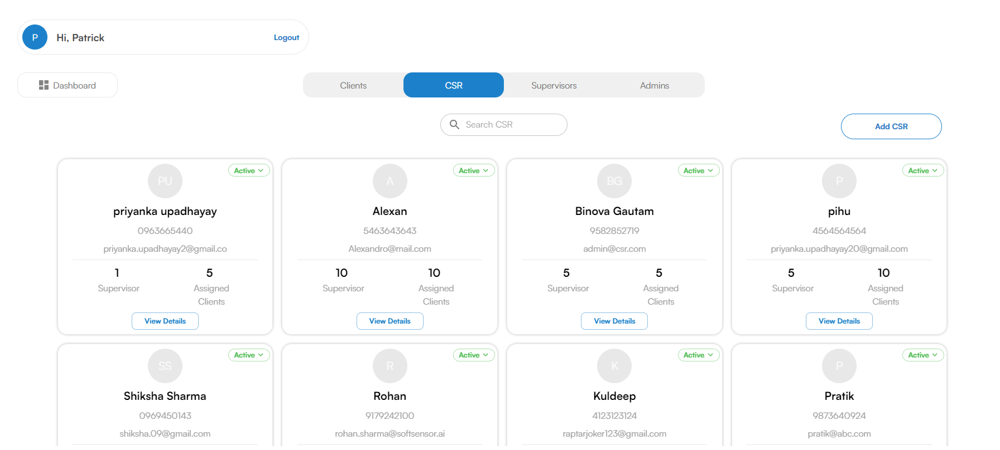 P Hi, Patrick Logout
Dashboard
Clients CSR Supervisors Admins
Search CSR
Add CSR
Active Active Active Active
PU A BG P
priyanka upadhayay Alexan Binova Gautam pihu
0963665440 5463643643 9582852719 4564564564
priyanka.upadhayay2@gmail.co Alexandro@mail.com admin@csr.com priyanka.upadhayay20@gmail.com
1 5 10 10 5 5 5 10
Supervisor Assigned Supervisor Assigned Supervisor Assigned Supervisor Assigned
Clients Clients Clients Clients
View Details View Details View Details View Details
Active Active Active Active
SS R K P
Shiksha Sharma Rohan Kuldeep Pratik
0969450143 9179242100 4123123124 9873640924
shiksha.09@gmail.com rohan.sharma@softsensor.ai raptarjoker123@gmail.com pratik@abc.com